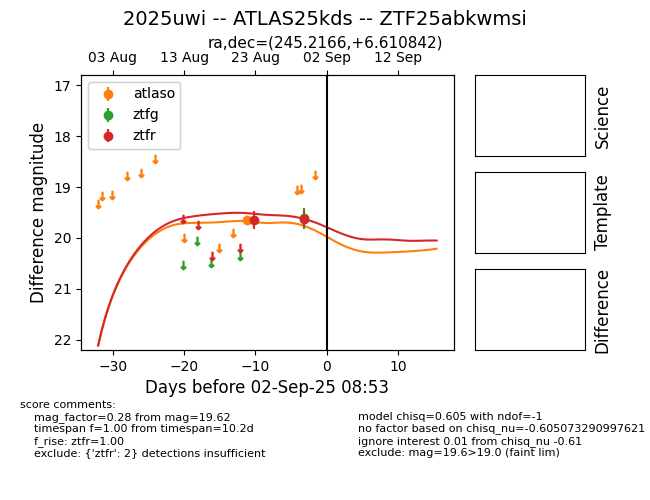 2025uwi -- ATLAS25kds -- ZTF25abkwmsi
ra,dec=(245.2166,+6.610842)
03 Aug 13 Aug 23 Aug 02 Sep 12 Sep
17
18
19
20
21
22
Difference magnitude
atlaso
ztfg
ztfr
−30 −20 −10 0 10
Days before 02-Sep-25 08:53
Science
Template
Difference
score comments:
mag_factor=0.28 from mag=19.62
timespan f=1.00 from timespan=10.2d
f_rise: ztfr=1.00
exclude: {'ztfr': 2} detections insufficient
model chisq=0.605 with ndof=-1
no factor based on chisq_nu=-0.605073290997621
ignore interest 0.01 from chisq_nu -0.61
exclude: mag=19.6>19.0 (faint lim)